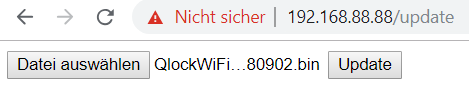 Nicht sicher | 192.168.88.88/update
Datei auswählen QlockWiFi…80902.bin Update